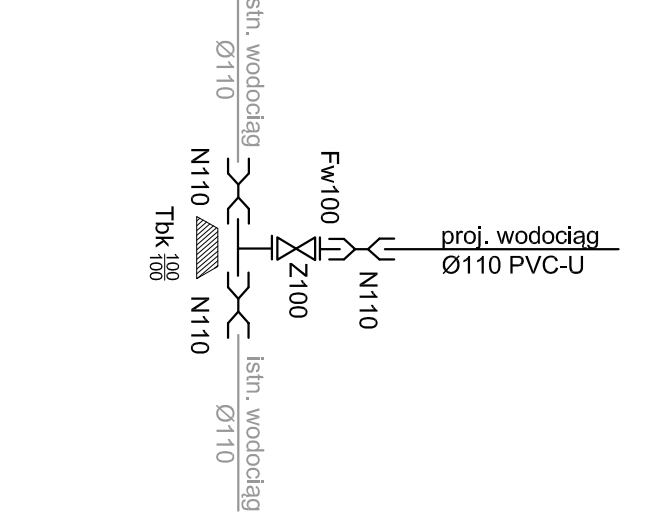 istn. wodociąg
Ø110
N110
Fw100
proj. wodociąg
Ø110 PVC-U
Tbk 100/100
Z100
N110
N110
istn. wodociąg
Ø110